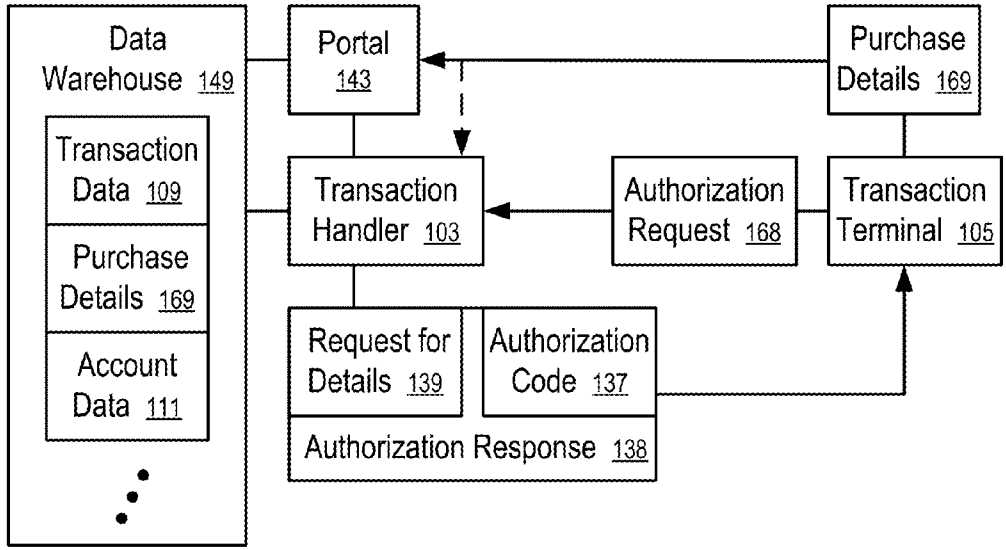 Data
Warehouse 149
Transaction
Data 109
Purchase
Details 169
Account
Data 111
Portal
143
Transaction
Handler 103
Request for
Details 139
Authorization
Code 137
Authorization Response 138
Authorization
Request 168
Purchase
Details 169
Transaction
Terminal 105